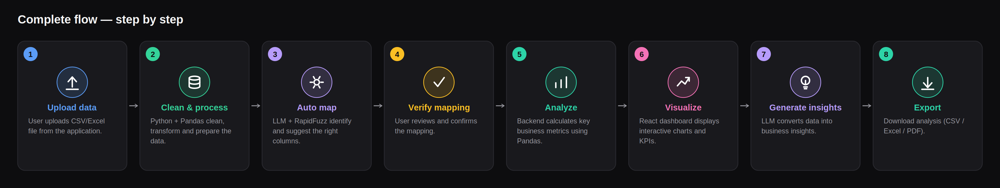 Complete flow — step by step
1
Upload data
User uploads CSV/Excel
file from the application.
2
Clean & process
Python + Pandas clean,
transform and prepare the
data.
3
Auto map
LLM + RapidFuzz identify
and suggest the right
columns.
4
Verify mapping
User reviews and confirms
the mapping.
5
Analyze
Backend calculates key
business metrics using
Pandas.
6
Visualize
React dashboard displays
interactive charts and
KPIs.
7
Generate insights
LLM converts data into
business insights.
8
Export
Download analysis (CSV /
Excel / PDF).